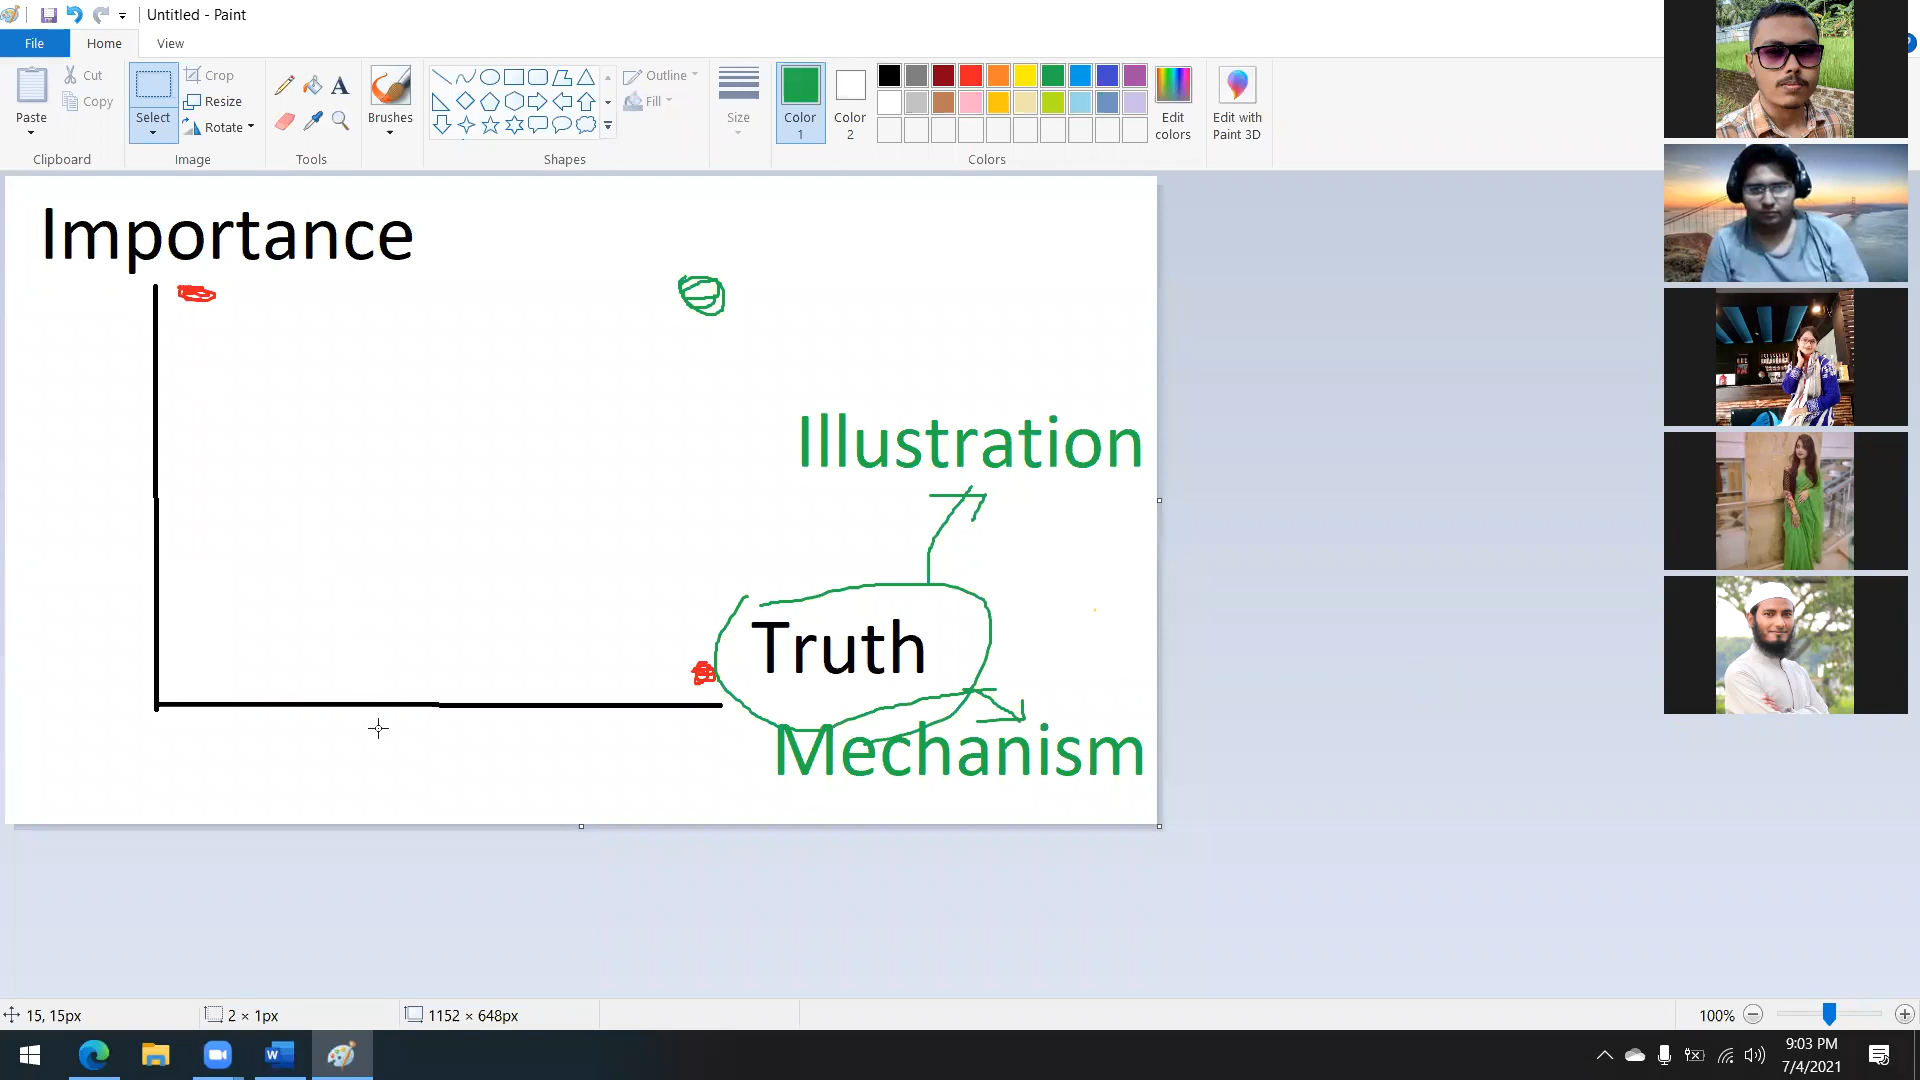 Untitled - Paint
File Home View
Paste
Cut
Copy
Clipboard
Select
Crop
Resize
Rotate
Image
A
Tools
Brushes
Outline
Fill
Shapes
Size
Color 1
Color 2
Edit colors
Colors
Edit with Paint 3D
Importance
Illustration
Truth
Mechanism
15, 15px
2 × 1px
1152 × 648px
100%
W
9:03 PM
7/4/2021